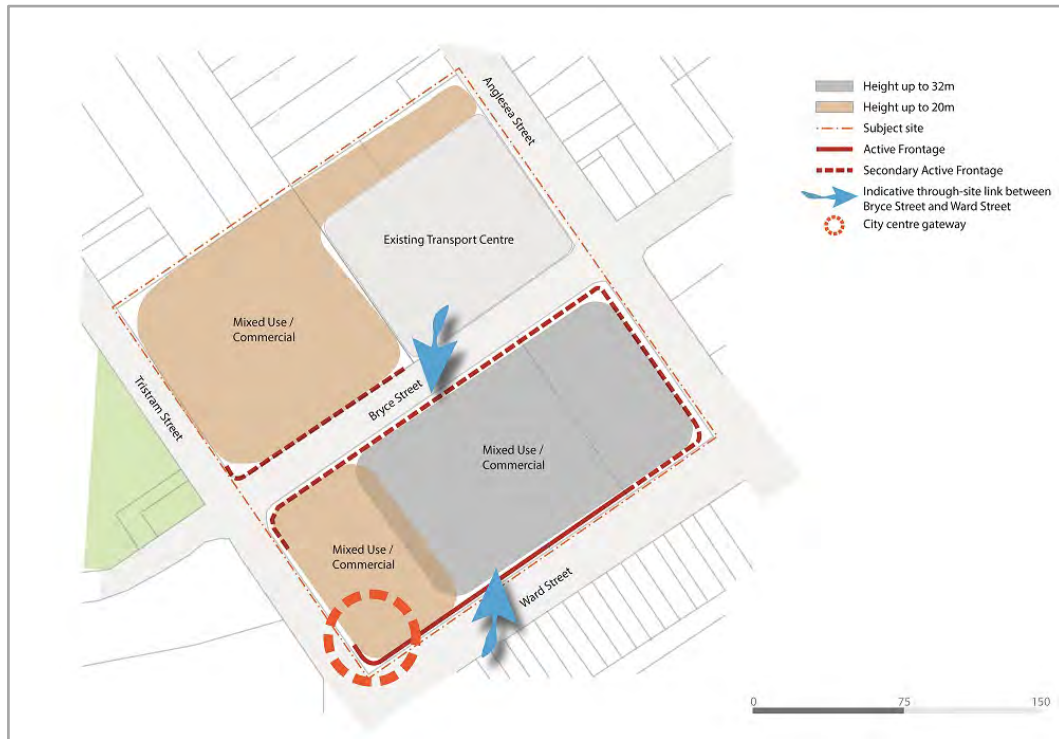 Anglesea Street
Existing Transport Centre
Mixed Use /
Commercial
Tristram Street
Bryce Street
Mixed Use /
Commercial
Mixed Use /
Commercial
Ward Street
Height up to 32m
Height up to 20m
Subject site
Active Frontage
Secondary Active Frontage
Indicative through-site link between
Bryce Street and Ward Street
City centre gateway
0 75 150